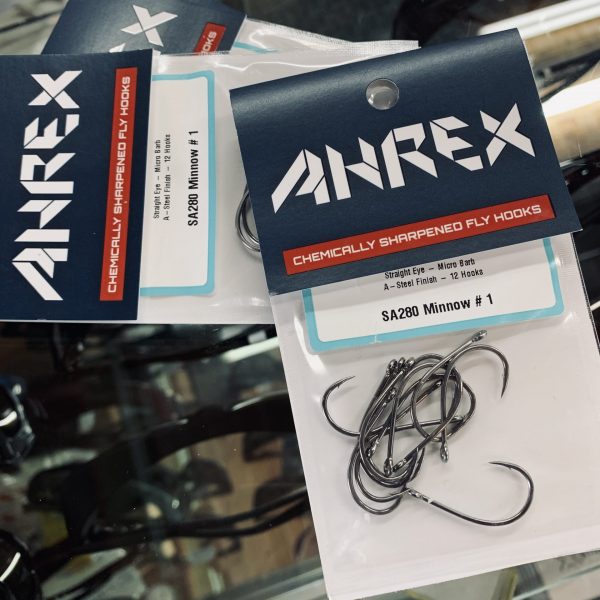 HOOKS
AHREX
CHEMICALLY SHARPENED FLY HOOKS
Straight Eye – Micro Barb
A – Steel Finish – 12 Hooks
SA280 Minnow # 1
AHREX
CHEMICALLY SHARPENED FLY HOOKS
Straight Eye – Micro Barb
A – Steel Finish – 12 Hooks
SA280 Minnow # 1